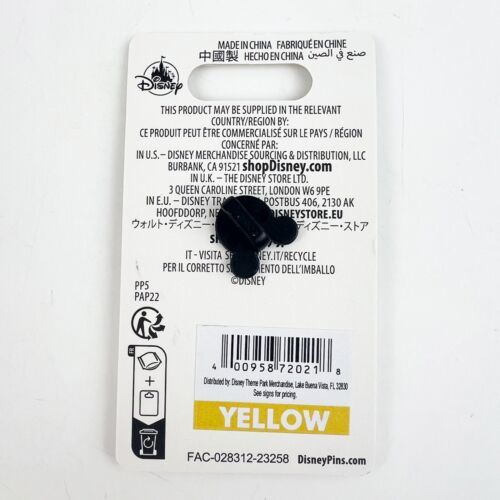 MADE IN CHINA FABRIQUÉ EN CHINE
中國製 HECHO EN CHINA صنع في الصين
Disney
THIS PRODUCT MAY BE SUPPLIED IN THE RELEVANT
COUNTRY/REGION BY:
CE PRODUIT PEUT ÊTRE COMMERCIALISÉ SUR LE PAYS / RÉGION
CONCERNÉ PAR:
IN U.S. – DISNEY MERCHANDISE SOURCING & DISTRIBUTION, LLC
BURBANK, CA 91521 shopDisney.com
IN U.K. - THE DISNEY STORE LTD.
3 QUEEN CAROLINE STREET, LONDON W6 9PE
IN E.U. – DISNEY POSTBUS 406, 2130 AK
HOOFDORP, DISNEYSTORE.EU
ウォルト・ディズニー・ ディズニー・ストア
IT - VISITA .IT/RECYCLE
PER IL CORRETTO DELL'IMBALLO
©DISNEY
PP5
PAP22
FR
+
4 00958 72021 8
Distributed by: Disney Theme Park Merchandise, Lake Buena Vista, FL 32830
See signs for pricing.
YELLOW
FAC-028312-23258 DisneyPins.com